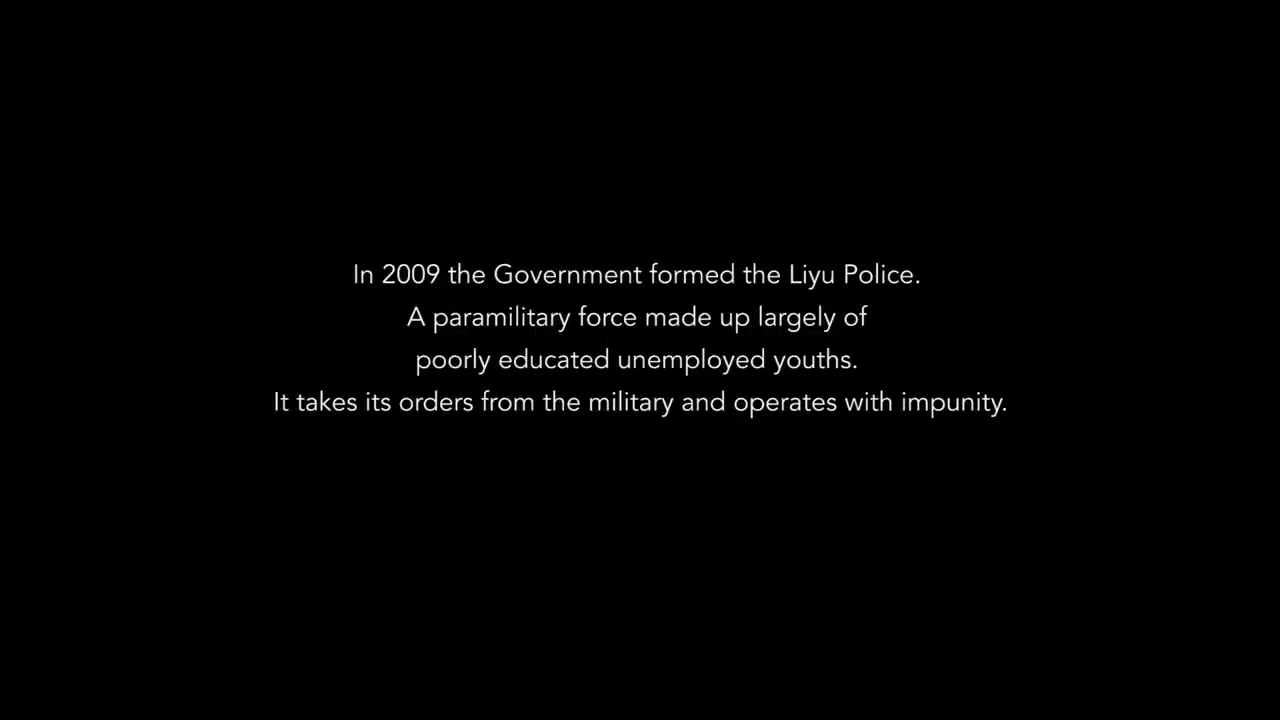 In 2009 the Government formed the Liyu Police.
A paramilitary force made up largely of
poorly educated unemployed youths.
It takes its orders from the military and operates with impunity.